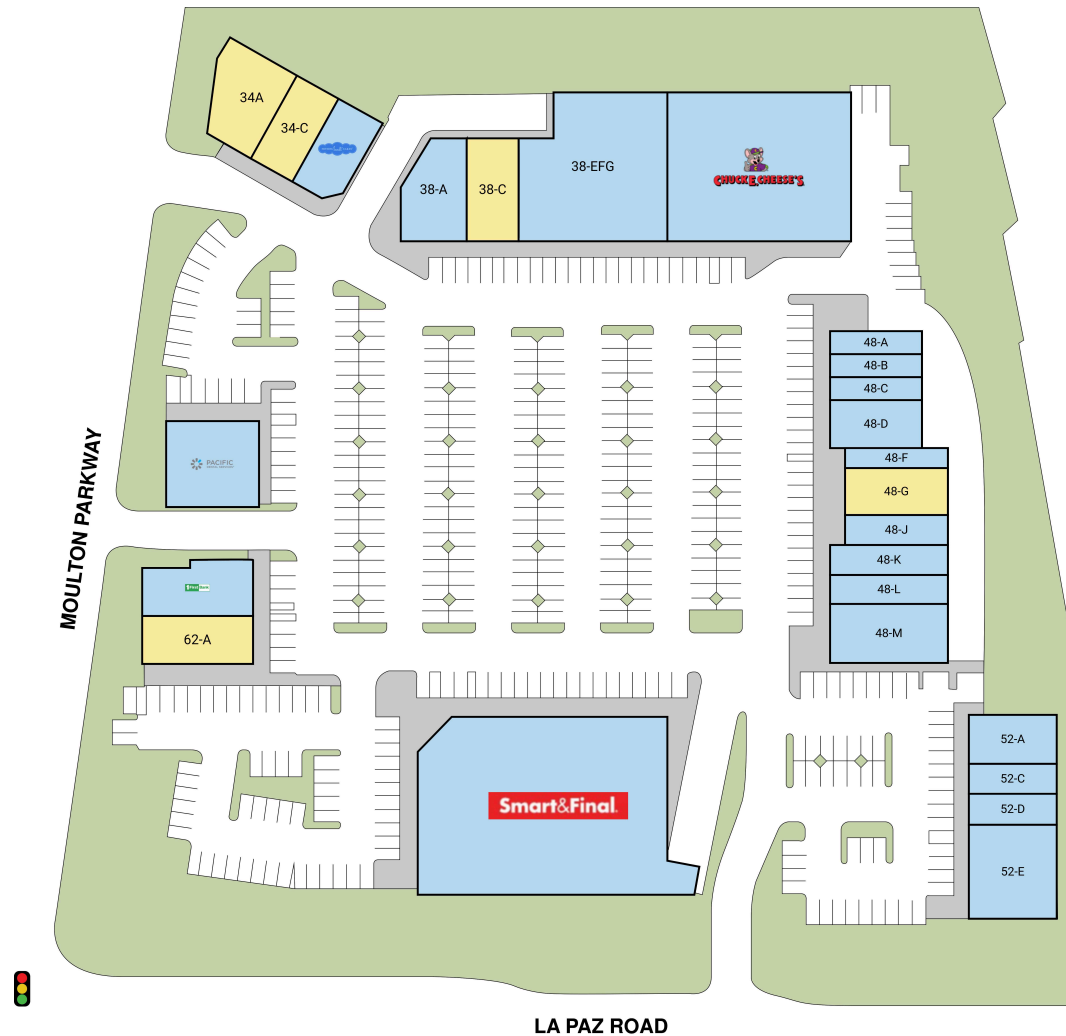 34A
34-C
38-A
38-C
38-EFG
CHUCK E. CHEESE'S
48-A
48-B
48-C
48-D
48-F
48-G
48-J
48-K
48-L
48-M
PACIFIC
MOULTON PARKWAY
62-A
Smart&Final.
52-A
52-C
52-D
52-E
LA PAZ ROAD